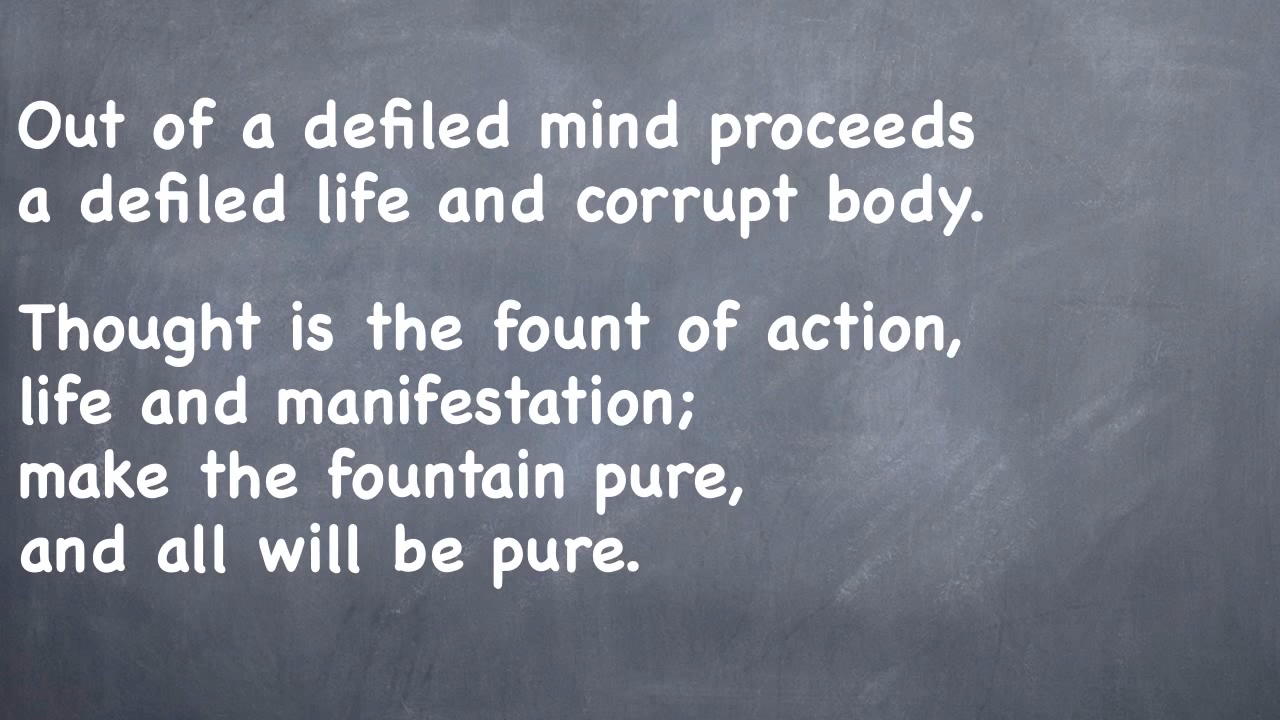 Out of a defiled mind proceeds
a defiled life and corrupt body.
Thought is the fount of action,
life and manifestation;
make the fountain pure,
and all will be pure.